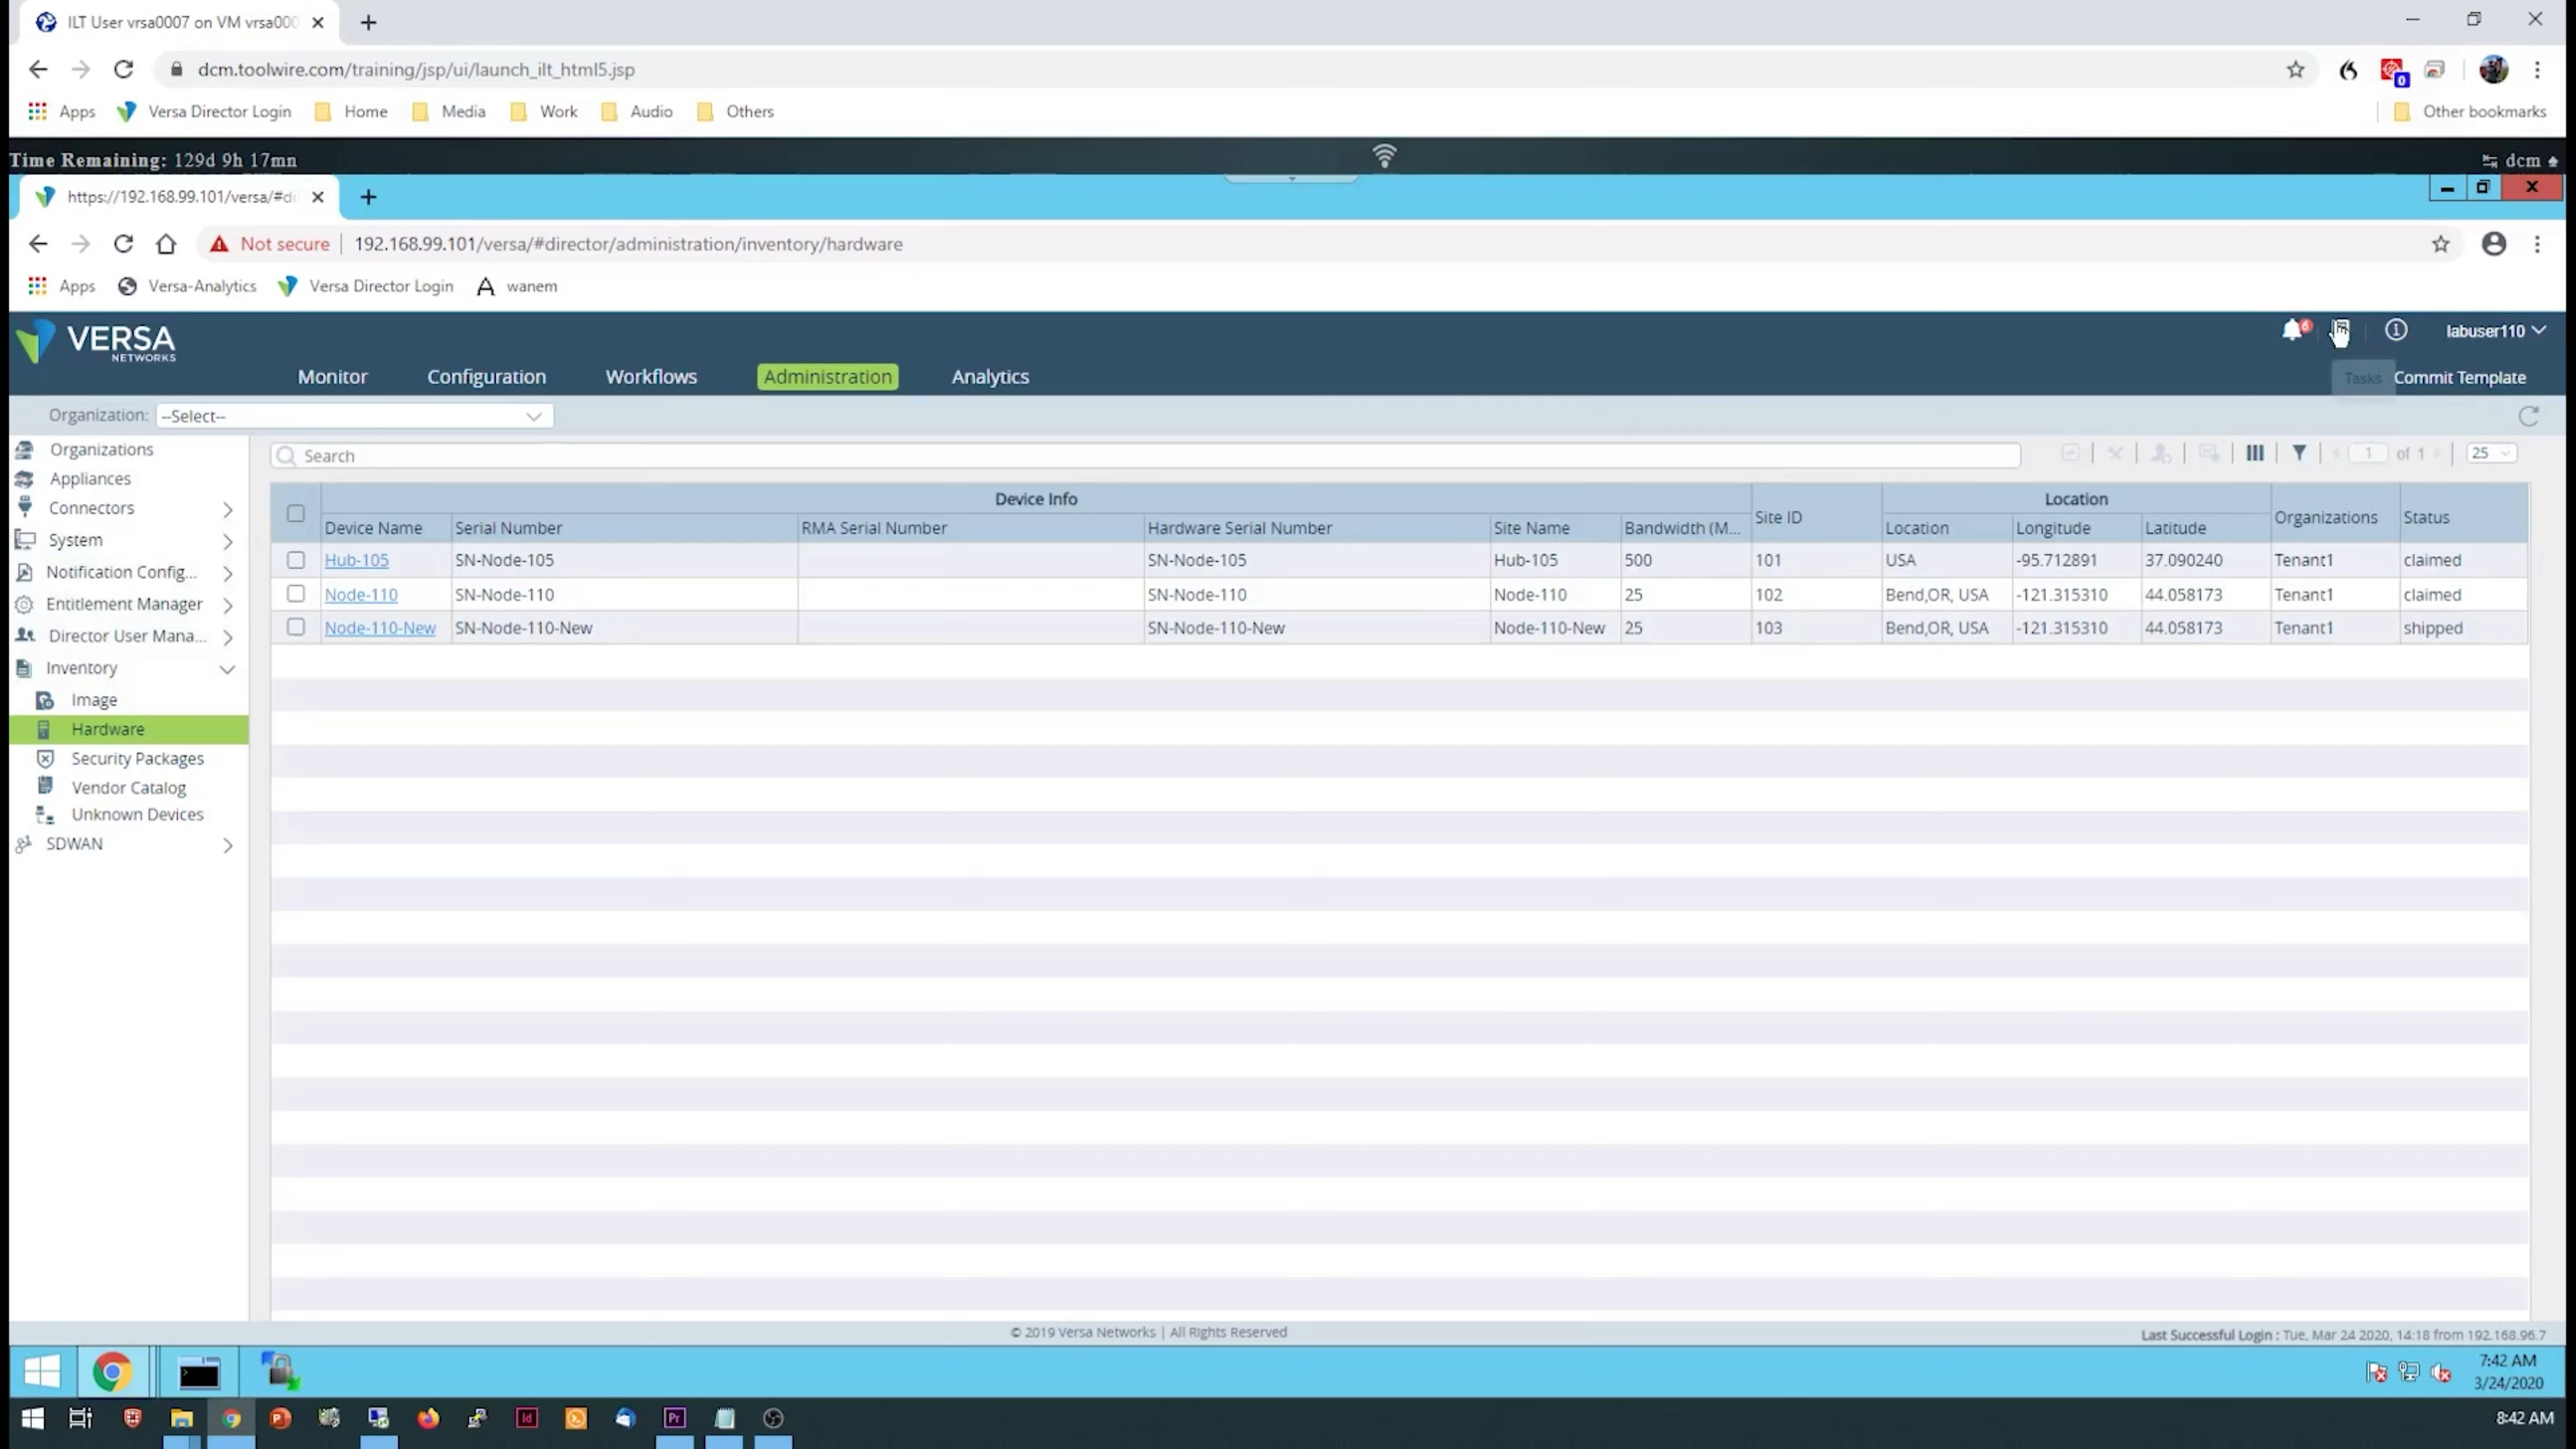 ILT User vrsa0007 on VM vrsa000
dcm.toolwire.com/training/jsp/ui/launch_ilt_html5.jsp
0
Apps Versa Director Login Home Media Work Audio Others Other bookmarks
Time Remaining: 129d 9h 17mn dcm
https://192.168.99.101/versa/#di
Not secure 192.168.99.101/versa/#director/administration/inventory/hardware
Apps Versa-Analytics Versa Director Login wanem
VERSA
NETWORKS
6 labuser110
Monitor Configuration Workflows Administration Analytics Tasks Commit Template
Organization: --Select--
Organizations
Appliances
Connectors
System
Notification Config...
Entitlement Manager
Director User Mana...
Inventory
Image
Hardware
Security Packages
Vendor Catalog
Unknown Devices
SDWAN
Search 1 of 1 25
Device Info Site ID Location Organizations Status
Device Name Serial Number RMA Serial Number Hardware Serial Number Site Name Bandwidth (M... Location Longitude Latitude
Hub-105 SN-Node-105 SN-Node-105 Hub-105 500 101 USA -95.712891 37.090240 Tenant1 claimed
Node-110 SN-Node-110 SN-Node-110 Node-110 25 102 Bend,OR, USA -121.315310 44.058173 Tenant1 claimed
Node-110-New SN-Node-110-New SN-Node-110-New Node-110-New 25 103 Bend,OR, USA -121.315310 44.058173 Tenant1 shipped
© 2019 Versa Networks | All Rights Reserved
Last Successful Login : Tue, Mar 24 2020, 14:18 from 192.168.96.7
7:42 AM
3/24/2020
P Id Pr
8:42 AM